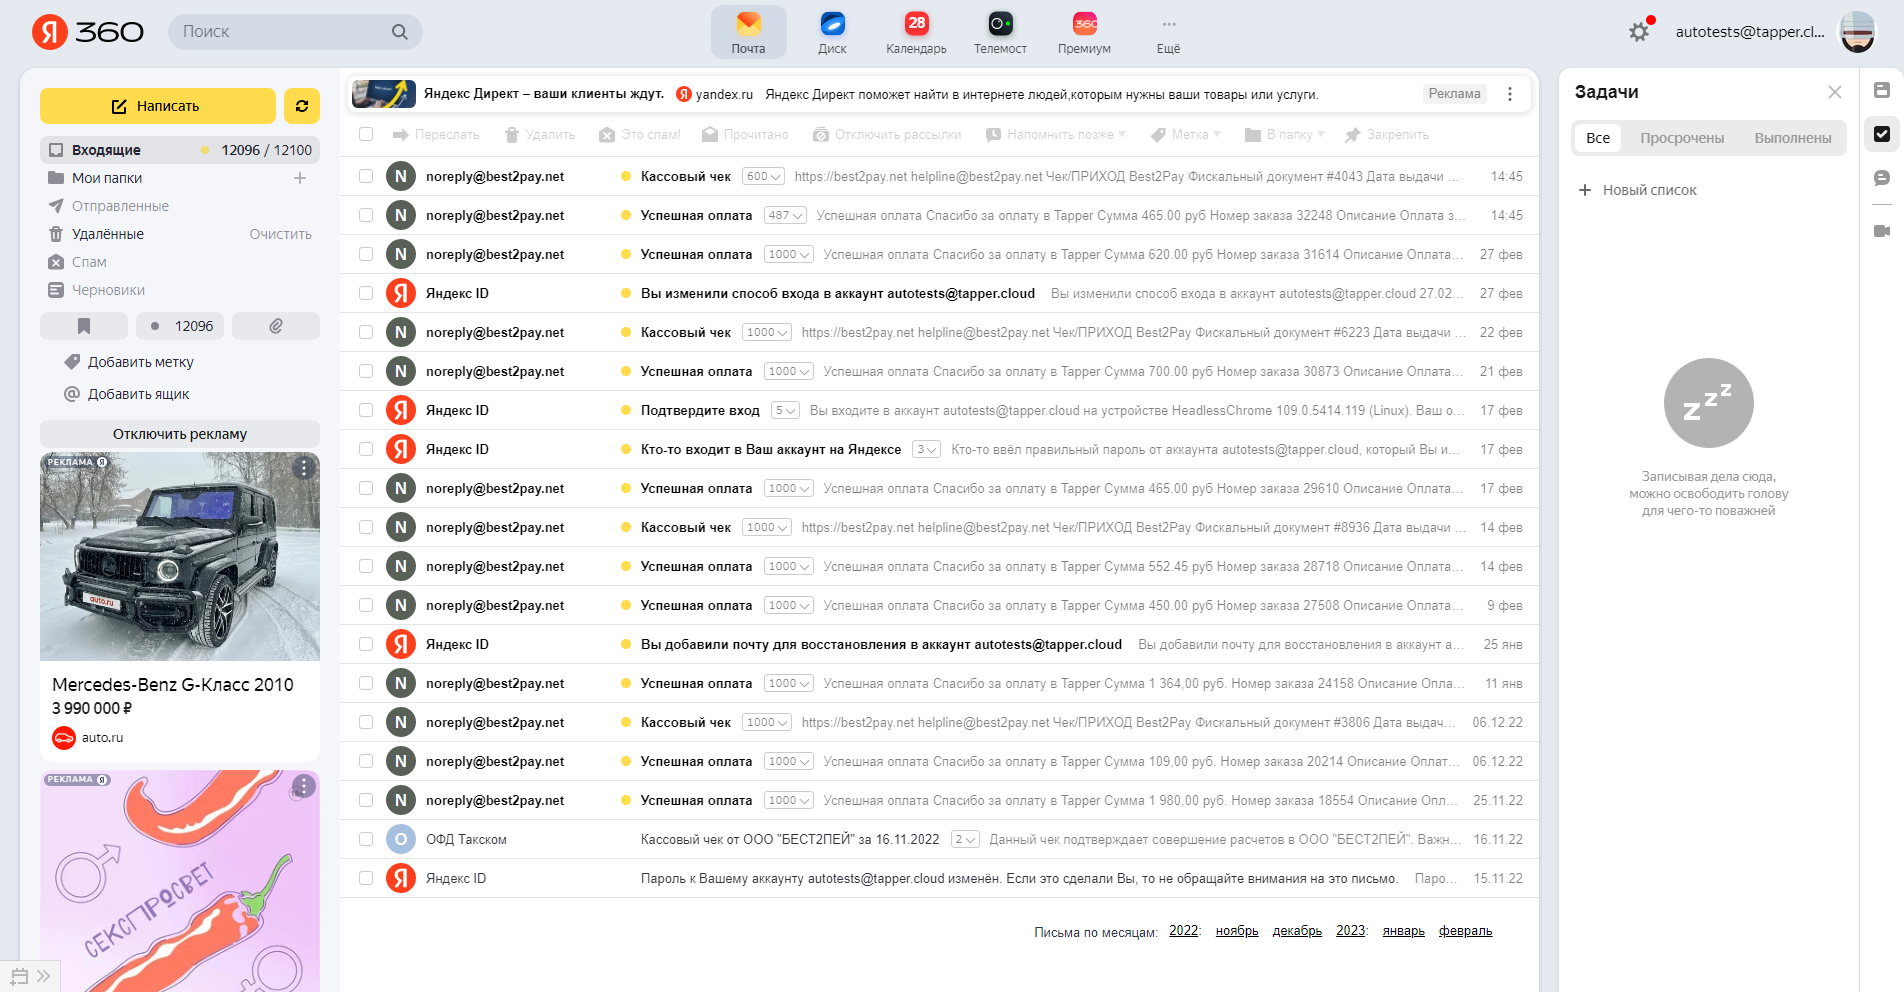 Я 360
Поиск
Почта
Диск
28
Календарь
Телемост
360
Премиум
Ещё
autotests@tapper.cl...
Написать
Входящие 12096 / 12100
Мои папки
Отправленные
Удалённые Очистить
Спам
Черновики
12096
Добавить метку
Добавить ящик
Отключить рекламу
РЕКЛАМА Я
auto.ru
Mercedes-Benz G-Класс 2010
3 990 000 ₽
auto.ru
РЕКЛАМА Я
СЕКСПРОСВЕТ
Яндекс Директ – ваши клиенты ждут. Я yandex.ru Яндекс Директ поможет найти в интернете людей,которым нужны ваши товары или услуги. Реклама
Переслать Удалить Это спам! Прочитано Отключить рассылки Напомнить позже Метка В папку Закрепить
N noreply@best2pay.net Кассовый чек 600 https://best2pay.net helpline@best2pay.net Чек/ПРИХОД Best2Pay Фискальный документ #4043 Дата выдачи ... 14:45
N noreply@best2pay.net Успешная оплата 487 Успешная оплата Спасибо за оплату в Tapper Сумма 465.00 руб Номер заказа 32248 Описание Оплата з... 14:45
N noreply@best2pay.net Успешная оплата 1000 Успешная оплата Спасибо за оплату в Tapper Сумма 620.00 руб Номер заказа 31614 Описание Оплата... 27 фев
Я Яндекс ID Вы изменили способ входа в аккаунт autotests@tapper.cloud Вы изменили способ входа в аккаунт autotests@tapper.cloud 27.02... 27 фев
N noreply@best2pay.net Кассовый чек 1000 https://best2pay.net helpline@best2pay.net Чек/ПРИХОД Best2Pay Фискальный документ #6223 Дата выдачи ... 22 фев
N noreply@best2pay.net Успешная оплата 1000 Успешная оплата Спасибо за оплату в Tapper Сумма 700.00 руб Номер заказа 30873 Описание Оплата... 21 фев
Я Яндекс ID Подтвердите вход 5 Вы входите в аккаунт autotests@tapper.cloud на устройстве HeadlessChrome 109.0.5414.119 (Linux). Ваш о... 17 фев
Я Яндекс ID Кто-то входит в Ваш аккаунт на Яндексе 3 Кто-то ввёл правильный пароль от аккаунта autotests@tapper.cloud, который Вы и... 17 фев
N noreply@best2pay.net Успешная оплата 1000 Успешная оплата Спасибо за оплату в Tapper Сумма 465.00 руб Номер заказа 29610 Описание Оплата... 17 фев
N noreply@best2pay.net Кассовый чек 1000 https://best2pay.net helpline@best2pay.net Чек/ПРИХОД Best2Pay Фискальный документ #8936 Дата выдачи ... 14 фев
N noreply@best2pay.net Успешная оплата 1000 Успешная оплата Спасибо за оплату в Tapper Сумма 552.45 руб Номер заказа 28718 Описание Оплата... 14 фев
N noreply@best2pay.net Успешная оплата 1000 Успешная оплата Спасибо за оплату в Tapper Сумма 450.00 руб Номер заказа 27508 Описание Оплата... 9 фев
Я Яндекс ID Вы добавили почту для восстановления в аккаунт autotests@tapper.cloud Вы добавили почту для восстановления в аккаунт a... 25 янв
N noreply@best2pay.net Успешная оплата 1000 Успешная оплата Спасибо за оплату в Tapper Сумма 1 364,00 руб. Номер заказа 24158 Описание Опла... 11 янв
N noreply@best2pay.net Кассовый чек 1000 https://best2pay.net helpline@best2pay.net Чек/ПРИХОД Best2Pay Фискальный документ #3806 Дата выдач... 06.12.22
N noreply@best2pay.net Успешная оплата 1000 Успешная оплата Спасибо за оплату в Tapper Сумма 109,00 руб. Номер заказа 20214 Описание Оплат... 06.12.22
N noreply@best2pay.net Успешная оплата 1000 Успешная оплата Спасибо за оплату в Tapper Сумма 1 980,00 руб. Номер заказа 18554 Описание Опл... 25.11.22
О ОФД Такском Кассовый чек от ООО "БЕСТ2ПЕЙ" за 16.11.2022 2 Данный чек подтверждает совершение расчетов в ООО "БЕСТ2ПЕЙ". Важн... 16.11.22
Я Яндекс ID Пароль к Вашему аккаунту autotests@tapper.cloud изменён. Если это сделали Вы, то не обращайте внимания на это письмо. Паро... 15.11.22
Письма по месяцам: 2022: ноябрь декабрь 2023: январь февраль
Задачи
Все Просрочены Выполнены
Новый список
z z z
Записывая дела сюда,
можно освободить голову
для чего-то поважней